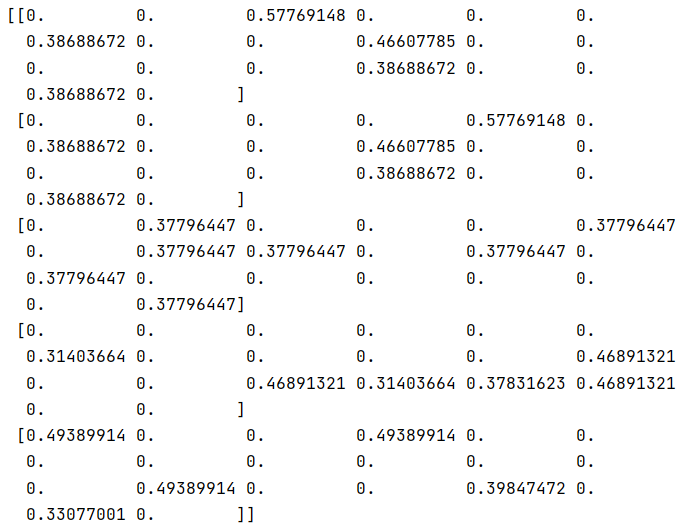 [[0.         0.         0.57769148 0.         0.         0.
  0.38688672 0.         0.         0.46607785 0.         0.
  0.         0.         0.         0.38688672 0.         0.
  0.38688672 0.        ]
 [0.         0.         0.         0.         0.57769148 0.
  0.38688672 0.         0.         0.46607785 0.         0.
  0.         0.         0.         0.38688672 0.         0.
  0.38688672 0.        ]
 [0.         0.37796447 0.         0.         0.         0.37796447
  0.         0.37796447 0.37796447 0.         0.37796447 0.
  0.37796447 0.         0.         0.         0.         0.
  0.         0.37796447]
 [0.         0.         0.         0.         0.         0.
  0.31403664 0.         0.         0.         0.         0.46891321
  0.         0.         0.46891321 0.31403664 0.37831623 0.46891321
  0.         0.        ]
 [0.49389914 0.         0.         0.49389914 0.         0.
  0.         0.         0.         0.         0.         0.
  0.         0.49389914 0.         0.         0.39847472 0.
  0.33077001 0.        ]]